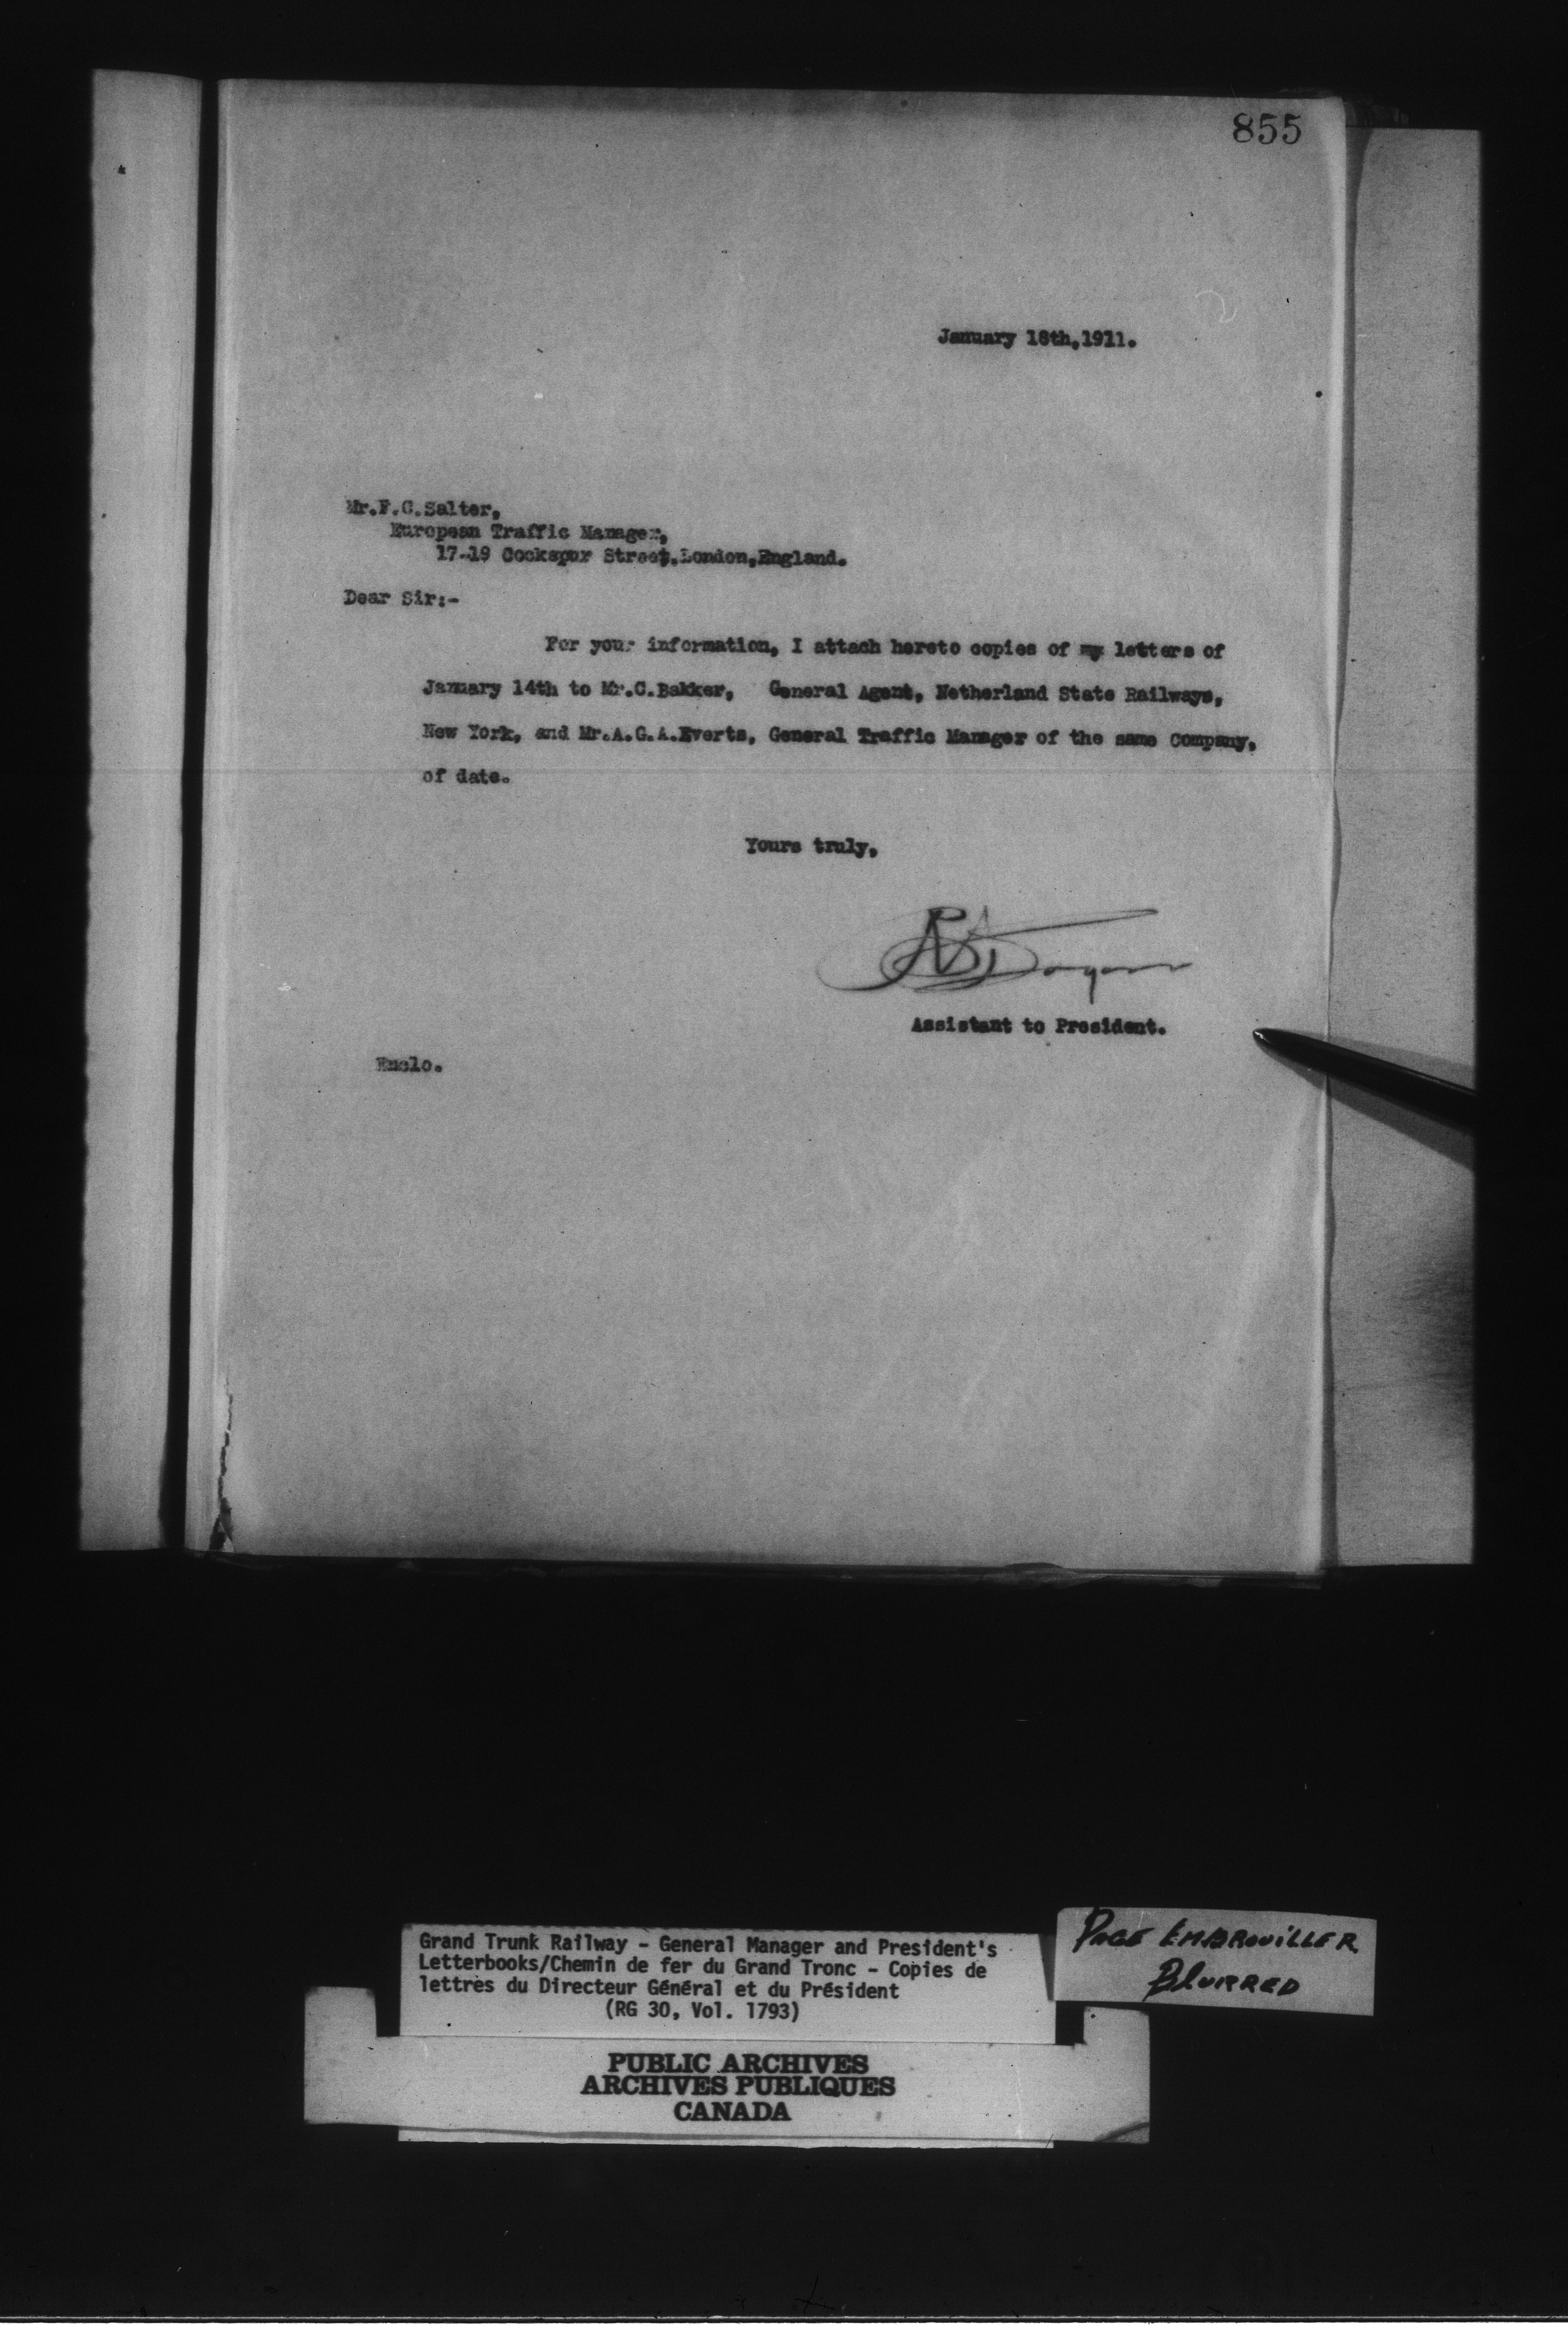 855
January 18th, 1911.
Mr.F.C.Salter,
European Traffic Manager,
17-19 Cockspur Street, London, England.
Dear Sir:-
For your information, I attach hereto copies of my letters of
January 14th to Mr.C.Bakker, General Agent, Netherland State Railways,
New York, and Mr.A.G.A.Everts, General Traffic Manager of the same Company,
of date.
Yours truly,
Assistant to President.
Enclo.
Grand Trunk Railway - General Manager and President's
Letterbooks/Chemin de fer du Grand Tronc - Copies de
lettres du Directeur Général et du Président
(RG 30, Vol. 1793)
PAGE EMBROUILLER
BLURRED
PUBLIC ARCHIVES
ARCHIVES PUBLIQUES
CANADA